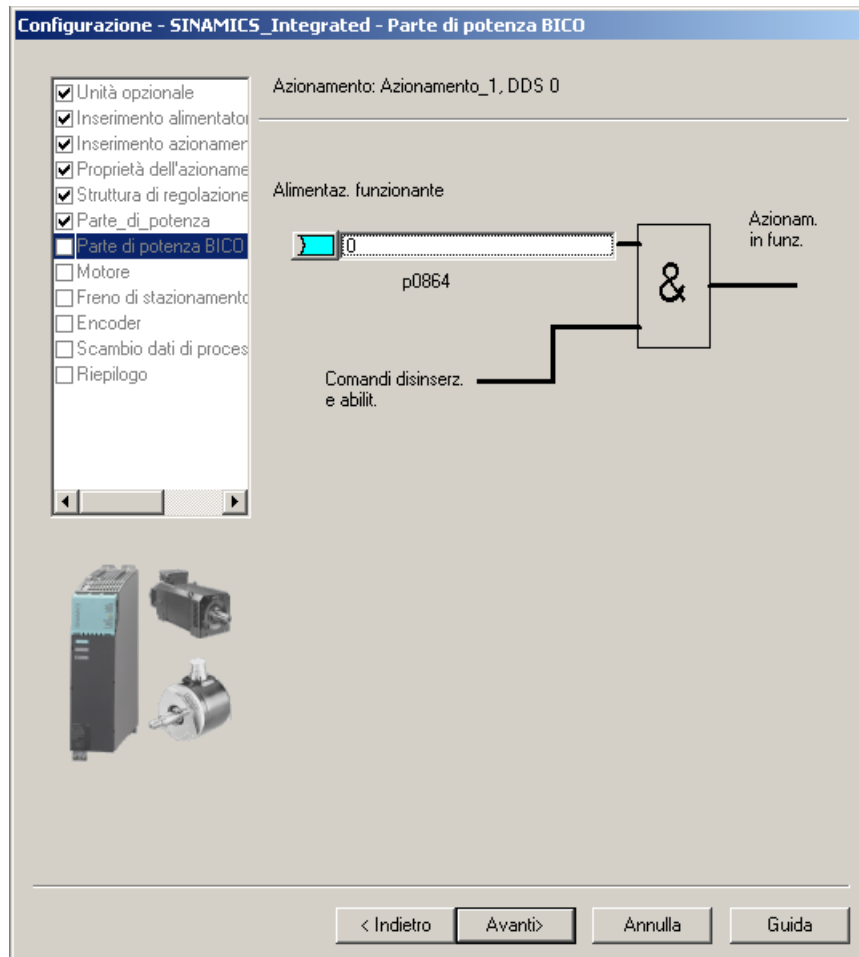 Configurazione - SINAMICS_Integrated - Parte di potenza BICO
Unità opzionale
Inserimento alimentator
Inserimento azionamer
Proprietà dell'azioname
Struttura di regolazione
Parte_di_potenza
Parte di potenza BICO
Motore
Freno di stazionamento
Encoder
Scambio dati di proces
Riepilogo
Azionamento: Azionamento_1, DDS 0
Alimentaz. funzionante
0
p0864
&
Azionam.
in funz.
Comandi disinserz.
e abilit.
< Indietro
Avanti>
Annulla
Guida